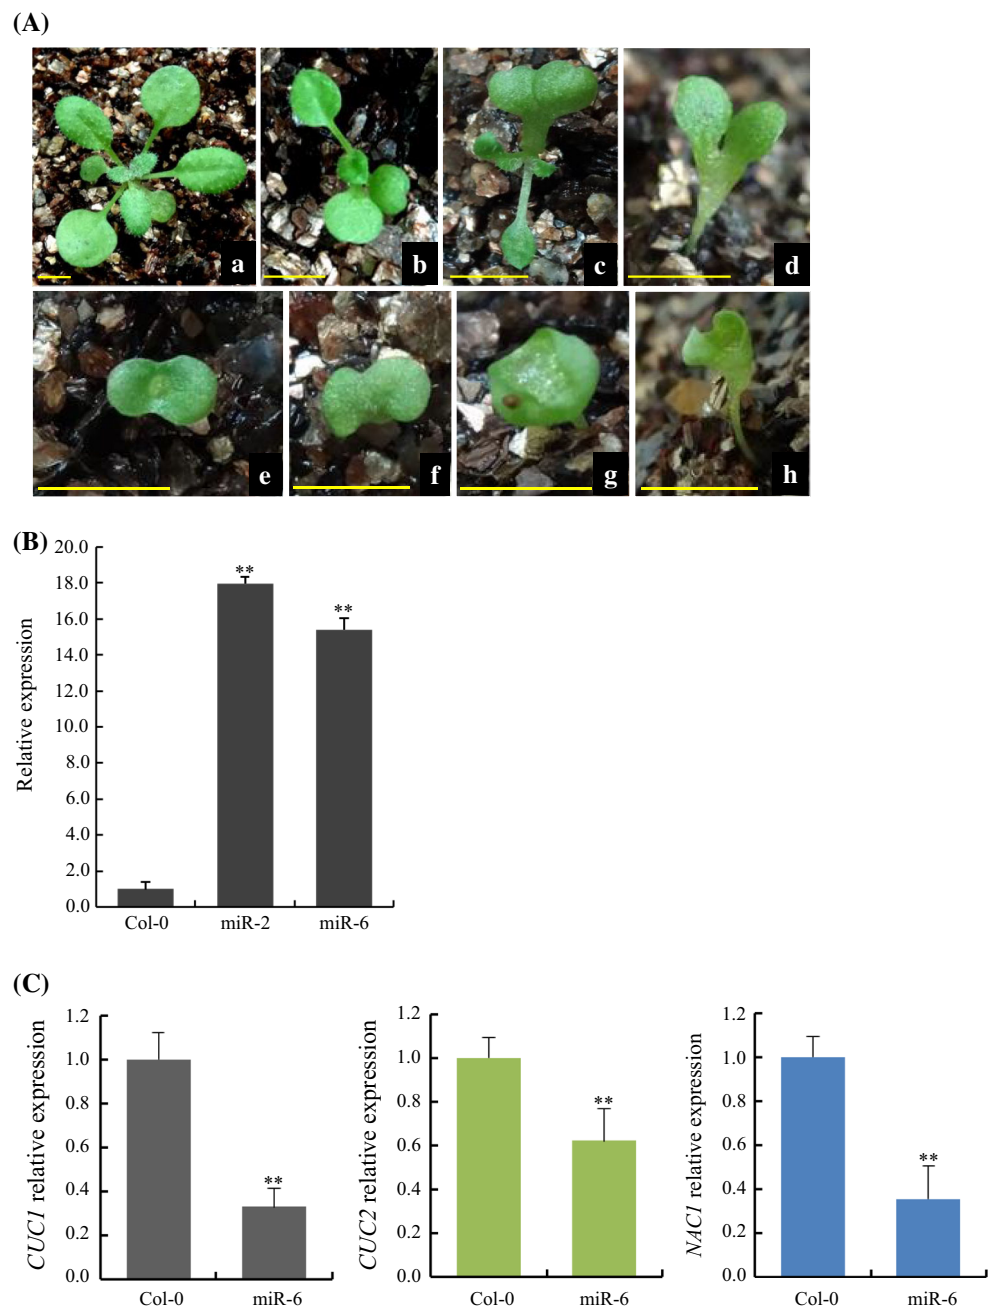 (A)
a b c d
e f g h
(B)
20.0
18.0
16.0
14.0
12.0
10.0
8.0
6.0
4.0
2.0
0.0
Relative expression
** **
Col-0 miR-2 miR-6
(C)
CUC1 relative expression
1.2
1.0
0.8
0.6
0.4
0.2
0.0
**
Col-0 miR-6
CUC2 relative expression
1.2
1.0
0.8
0.6
0.4
0.2
0.0
**
Col-0 miR-6
NAC1 relative expression
1.2
1.0
0.8
0.6
0.4
0.2
0.0
**
Col-0 miR-6